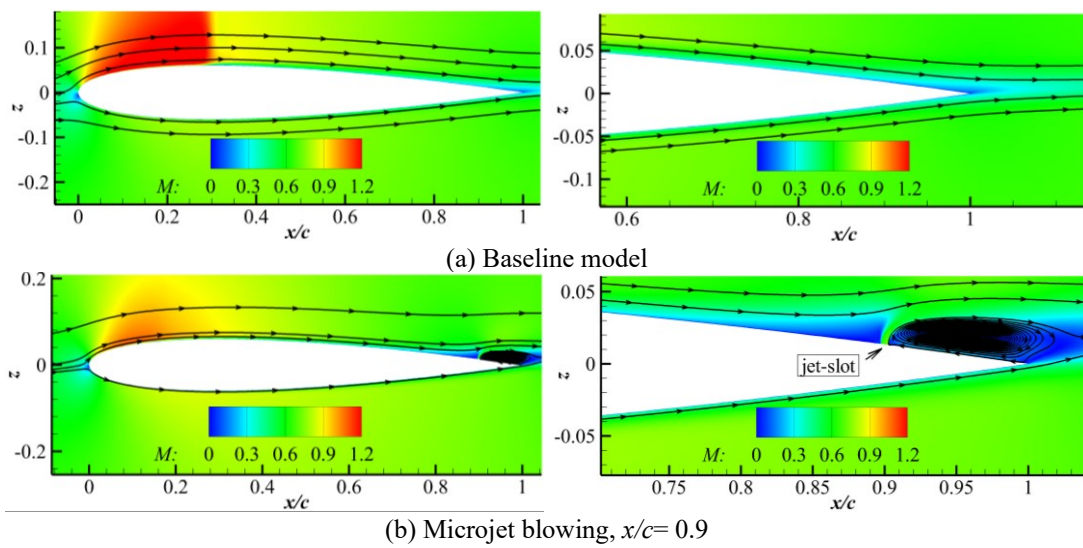 0.1
0
-0.1
-0.2
z
M: 0 0.3 0.6 0.9 1.2
0 0.2 0.4 0.6 0.8 1
x/c
0.05
0
-0.05
-0.1
z
M: 0 0.3 0.6 0.9 1.2
0.6 0.8 1
x/c
(a) Baseline model
0.2
0
-0.2
z
M: 0 0.3 0.6 0.9 1.2
0 0.2 0.4 0.6 0.8 1
x/c
0.05
0
-0.05
z
jet-slot
M: 0 0.3 0.6 0.9 1.2
0.75 0.8 0.85 0.9 0.95 1
x/c
(b) Microjet blowing, x/c= 0.9